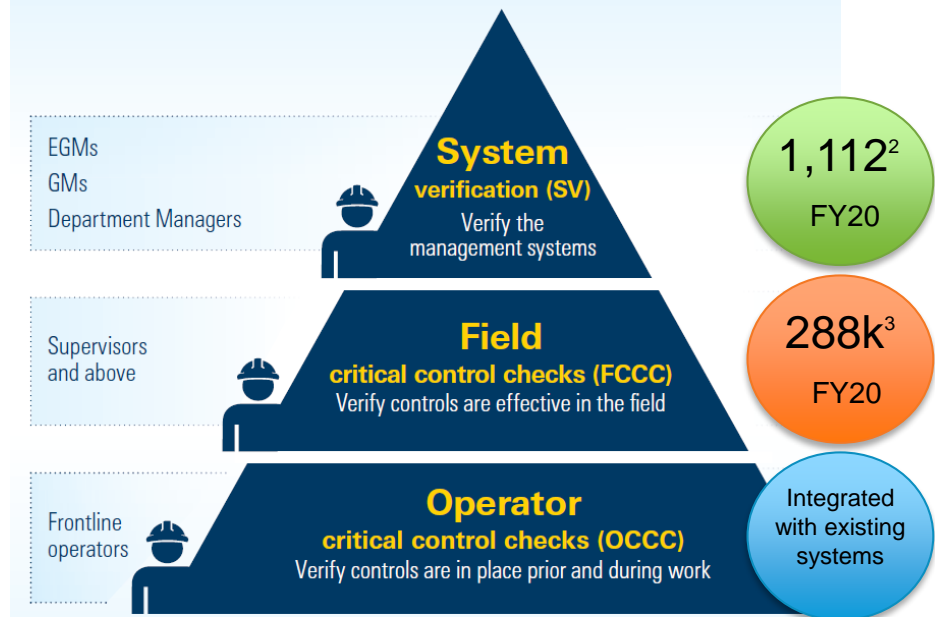 EGMs
GMs
Department Managers
System
verification (SV)
Verify the
management systems
1,112²
FY20
Supervisors
and above
Field
critical control checks (FCCC)
Verify controls are effective in the field
288k³
FY20
Frontline
operators
Operator
critical control checks (OCCC)
Verify controls are in place prior and during work
Integrated
with existing
systems